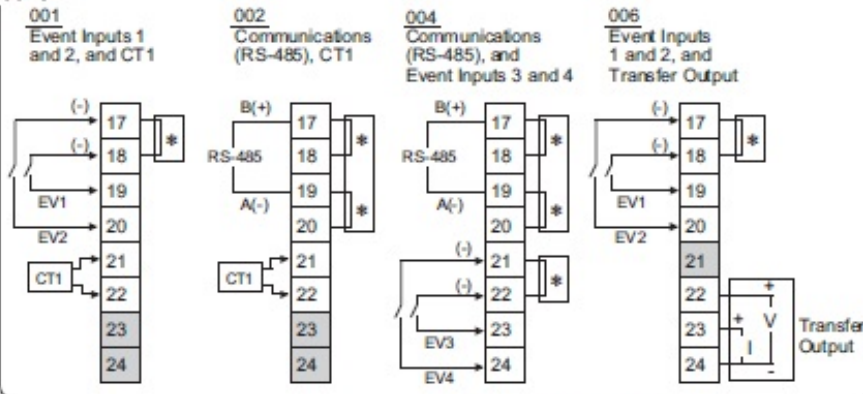 001
Event Inputs 1
and 2, and CT1
(-)
17
*
(-)
18
19
EV1
20
EV2
21
CT1
22
23
24
002
Communications
(RS-485), CT1
B(+)
17
*
RS-485
18
19
A(-)
*
20
21
CT1
22
23
24
004
Communications
(RS-485), and
Event Inputs 3 and 4
B(+)
17
*
RS-485
18
19
A(-)
*
20
(-)
21
*
(-)
22
23
EV3
24
EV4
006
Event Inputs
1 and 2, and
Transfer Output
(-)
17
*
(-)
18
19
EV1
20
EV2
21
22
+
+
V
23
I
24
-
Transfer
Output